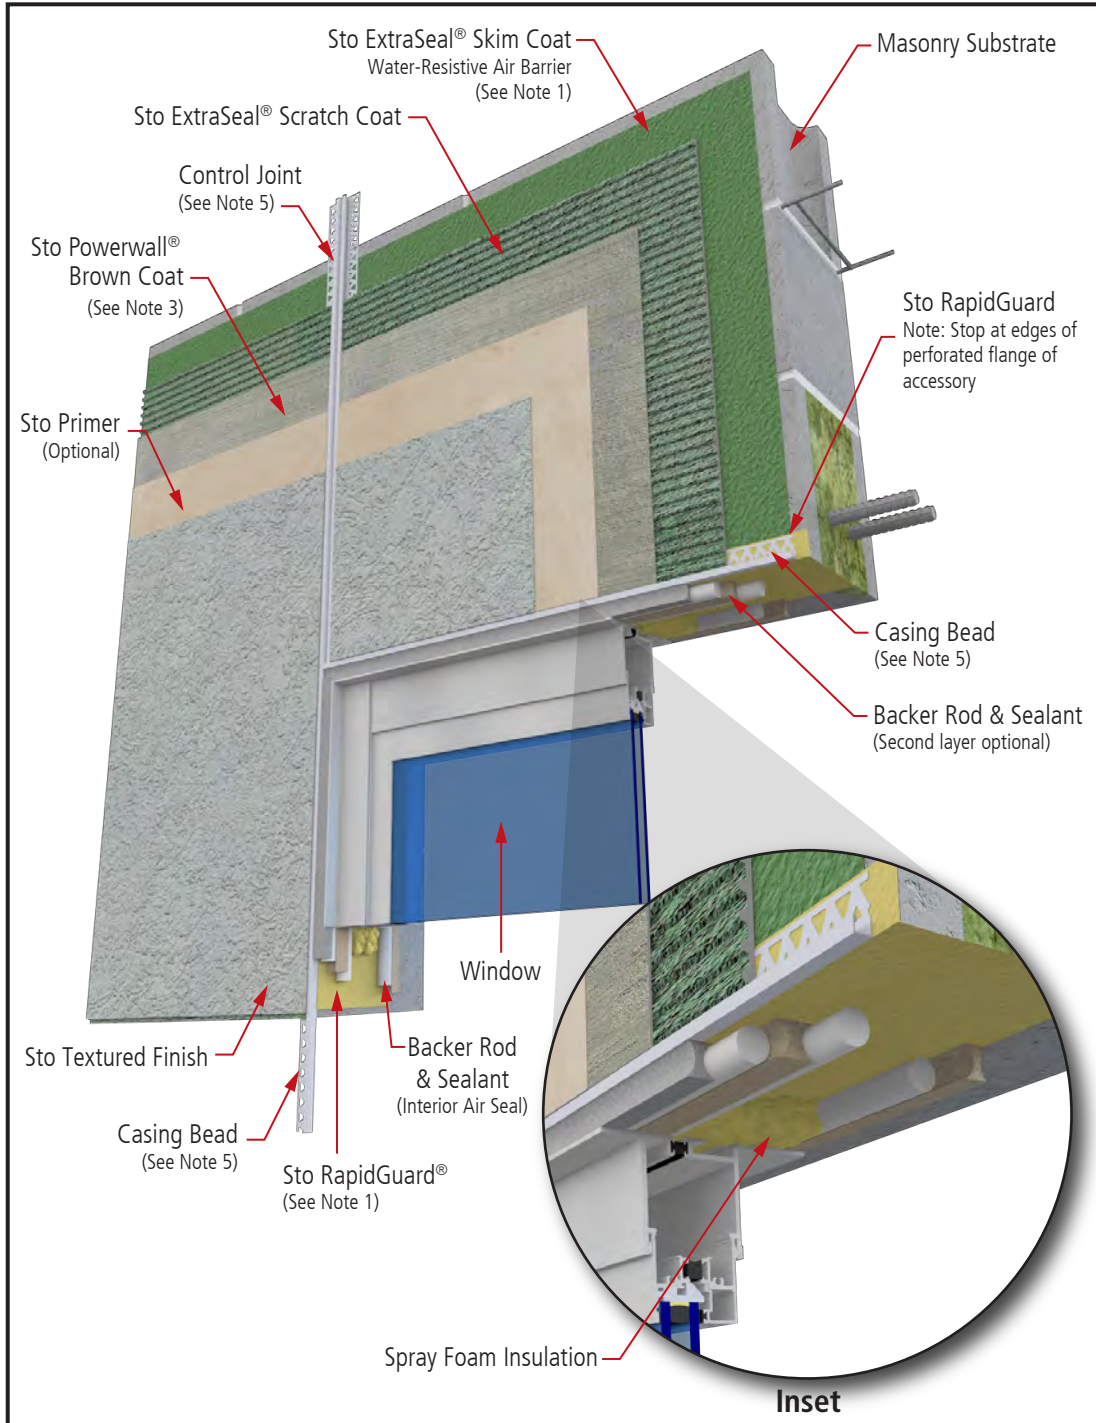 Sto ExtraSeal® Skim Coat
Water-Resistive Air Barrier
(See Note 1)
Masonry Substrate
Sto ExtraSeal® Scratch Coat
Control Joint
(See Note 5)
Sto Powerwall®
Brown Coat
(See Note 3)
Sto RapidGuard
Note: Stop at edges of
perforated flange of
accessory
Sto Primer
(Optional)
Casing Bead
(See Note 5)
Backer Rod & Sealant
(Second layer optional)
Window
Sto Textured Finish
Backer Rod
& Sealant
(Interior Air Seal)
Casing Bead
(See Note 5)
Sto RapidGuard®
(See Note 1)
Spray Foam Insulation
Inset